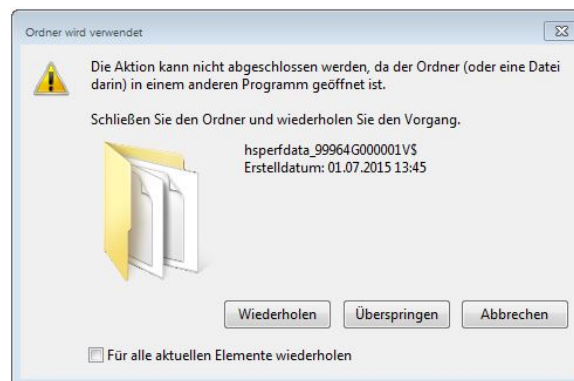 Ordner wird verwendet
Die Aktion kann nicht abgeschlossen werden, da der Ordner (oder eine Datei
darin) in einem anderen Programm geöffnet ist.
Schließen Sie den Ordner und wiederholen Sie den Vorgang.
hsperfdata_99964G000001V$
Erstelldatum: 01.07.2015 13:45
Wiederholen
Überspringen
Abbrechen
Für alle aktuellen Elemente wiederholen